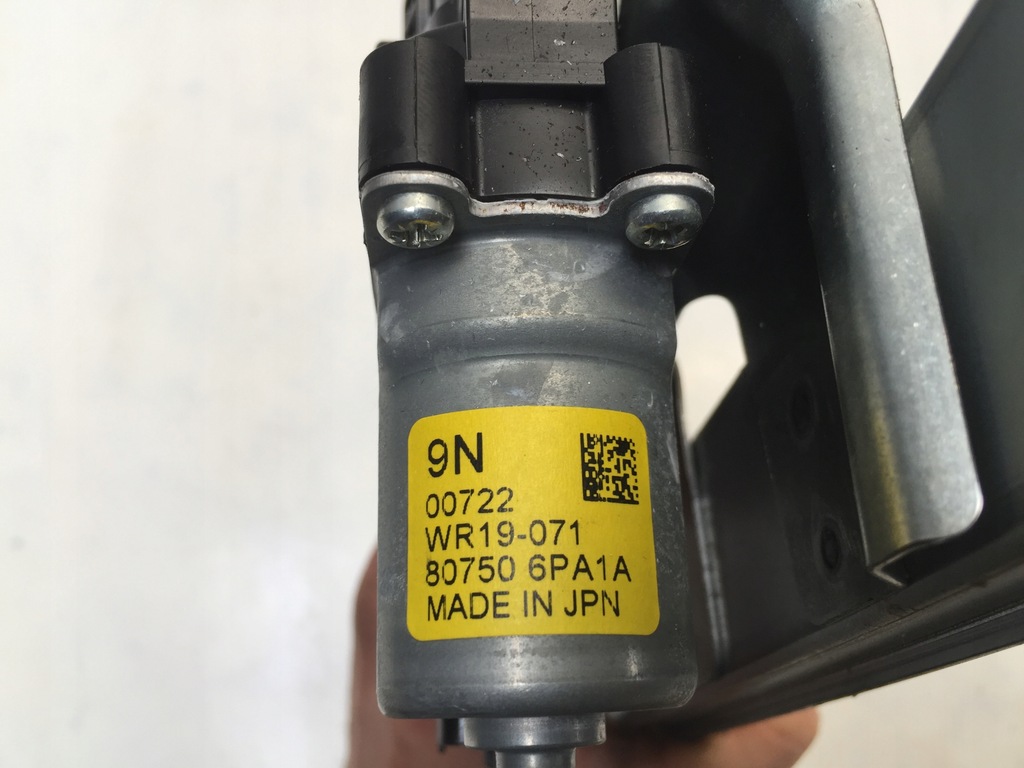 9N
00722
WR19-071
80750 6PA1A
MADE IN JPN